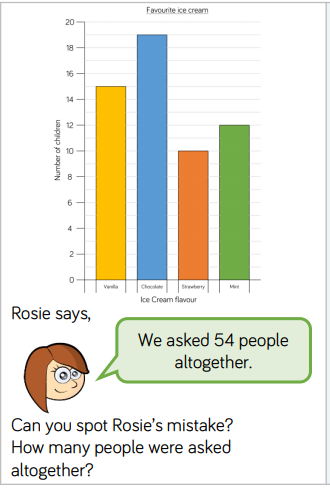 Favourite ice cream
20
18
16
14
12
10
8
6
4
2
0
Number of children
Vanilla Chocolate Strawberry Mint
Ice Cream flavour
Rosie says,
We asked 54 people
altogether.
Can you spot Rosie's mistake?
How many people were asked
altogether?